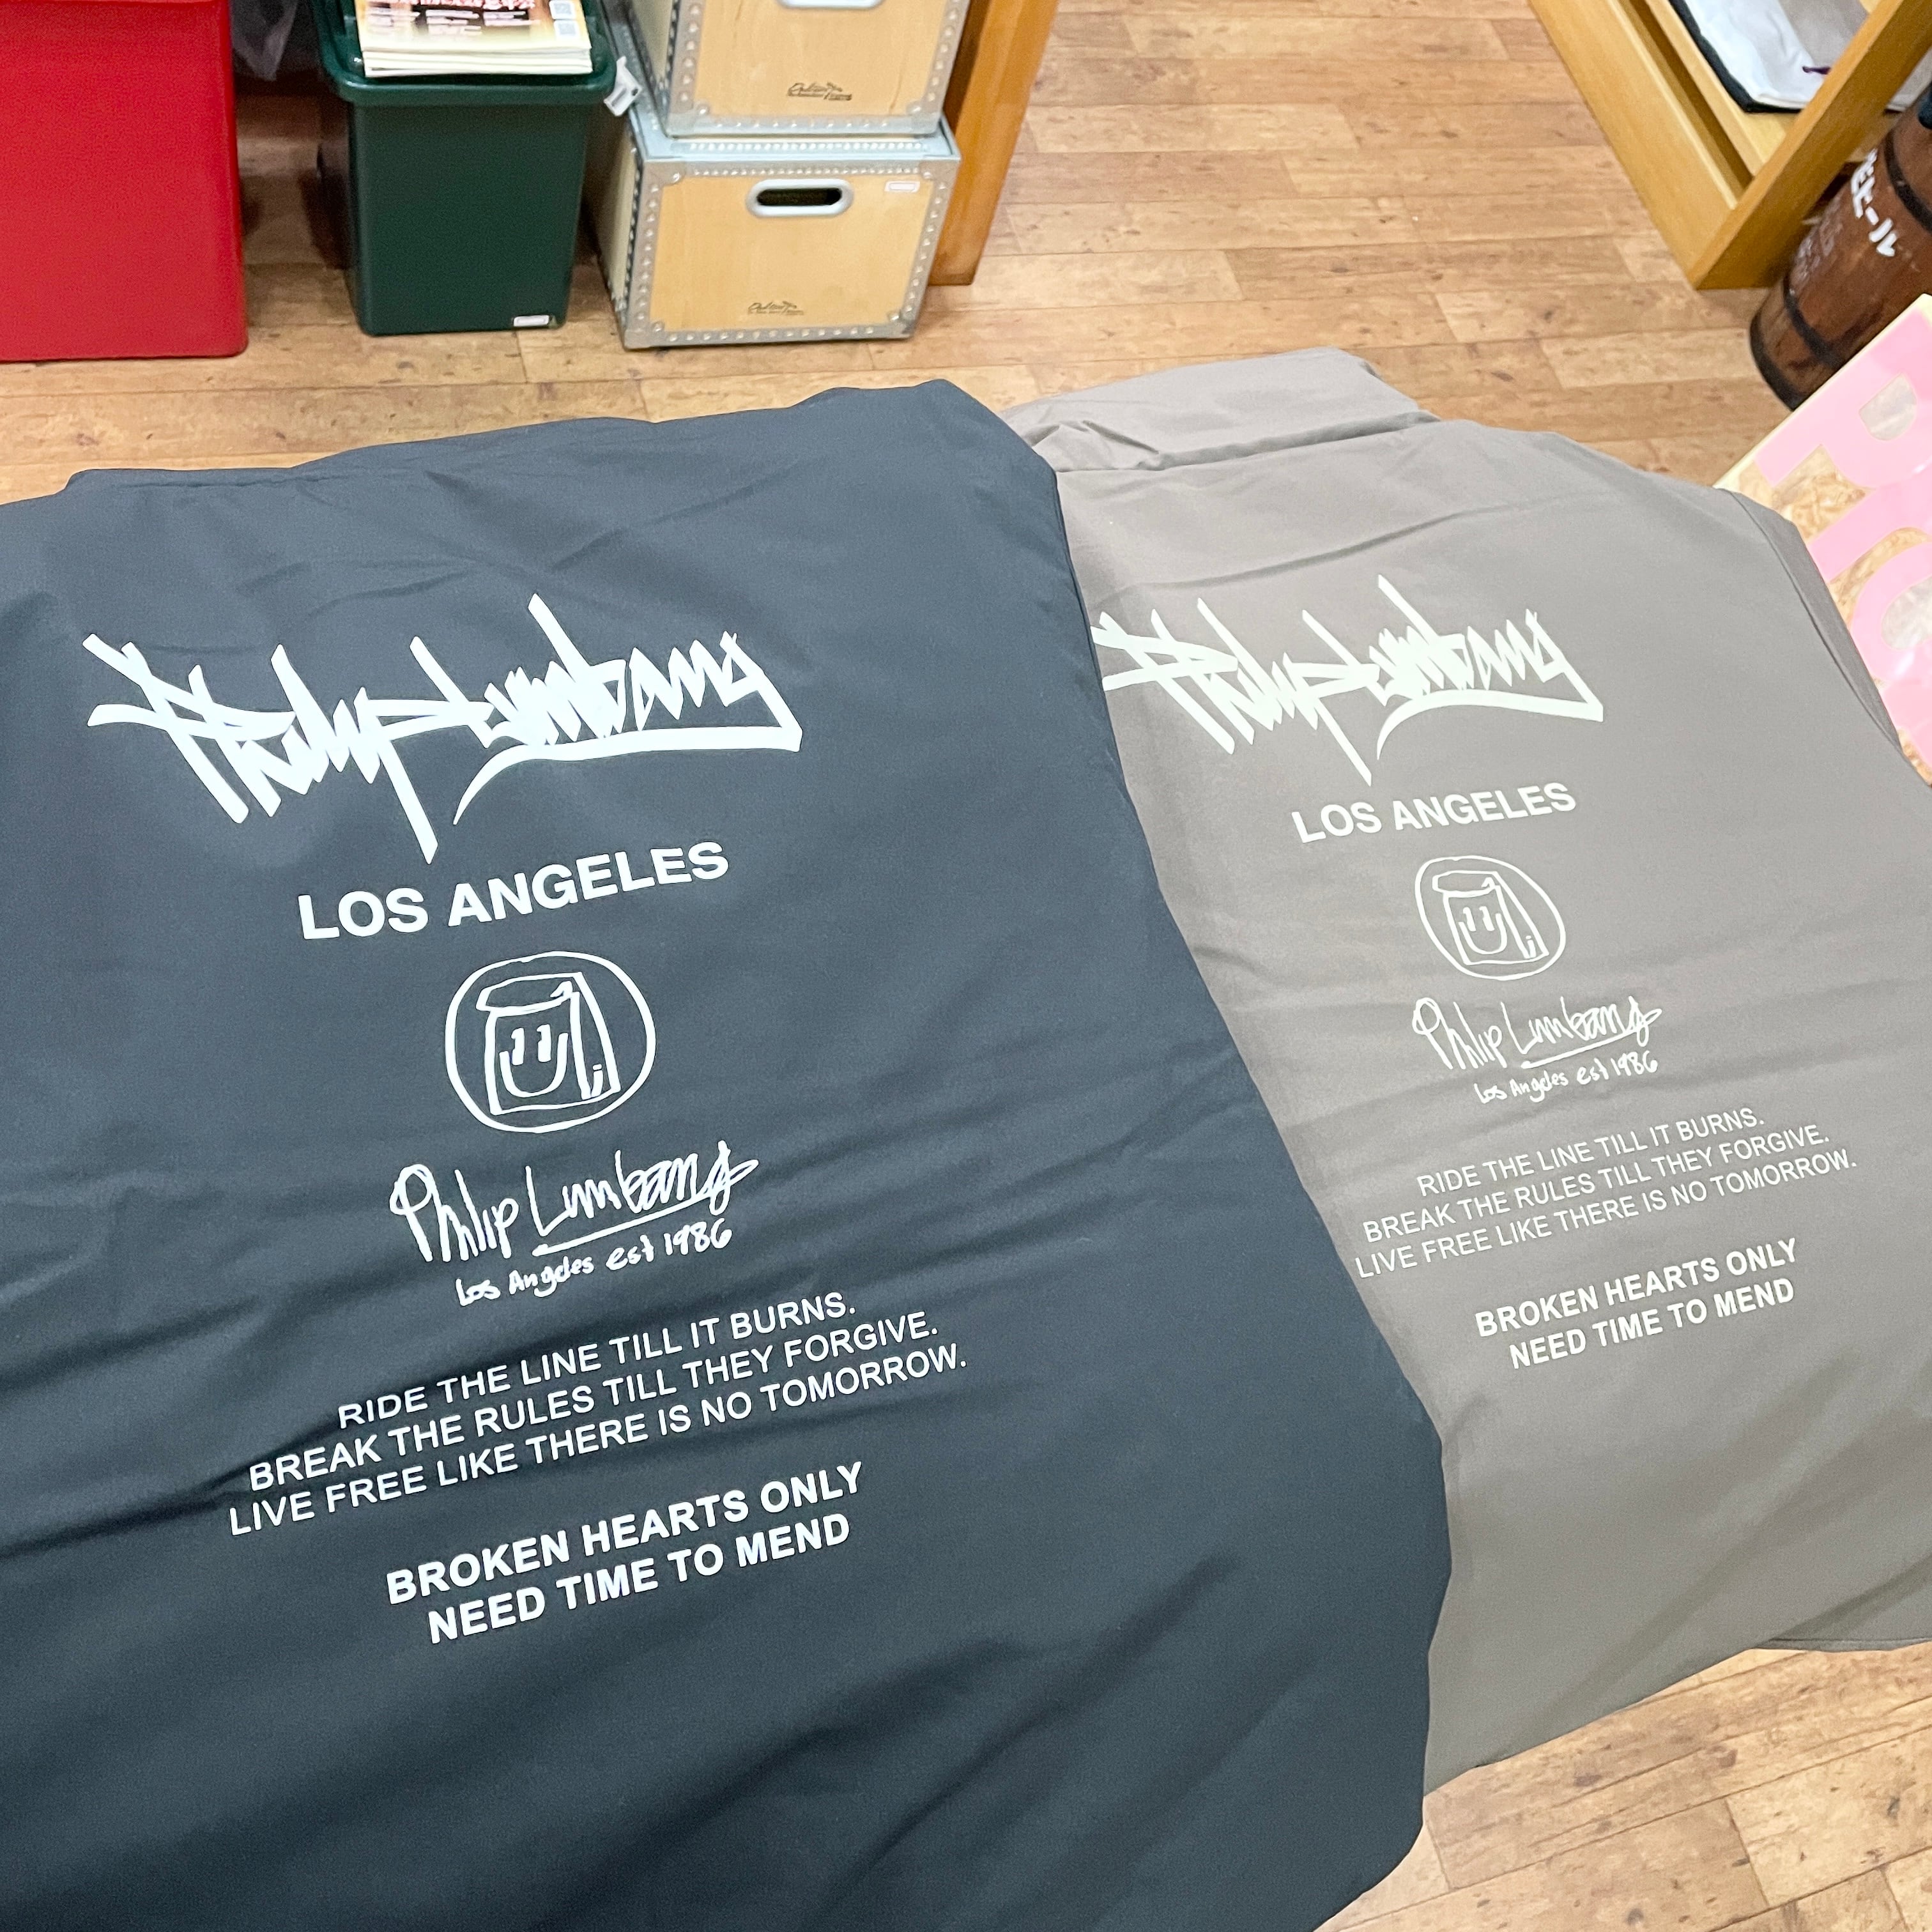 Philip Lumbang
LOS ANGELES
Philip Lumbang
Los Angeles est 1986
RIDE THE LINE TILL IT BURNS.
BREAK THE RULES TILL THEY FORGIVE.
LIVE FREE LIKE THERE IS NO TOMORROW.
BROKEN HEARTS ONLY
NEED TIME TO MEND
Philip Lumbang
LOS ANGELES
Philip Lumbang
Los Angeles est 1986
RIDE THE LINE TILL IT BURNS.
BREAK THE RULES TILL THEY FORGIVE.
LIVE FREE LIKE THERE IS NO TOMORROW.
BROKEN HEARTS ONLY
NEED TIME TO MEND